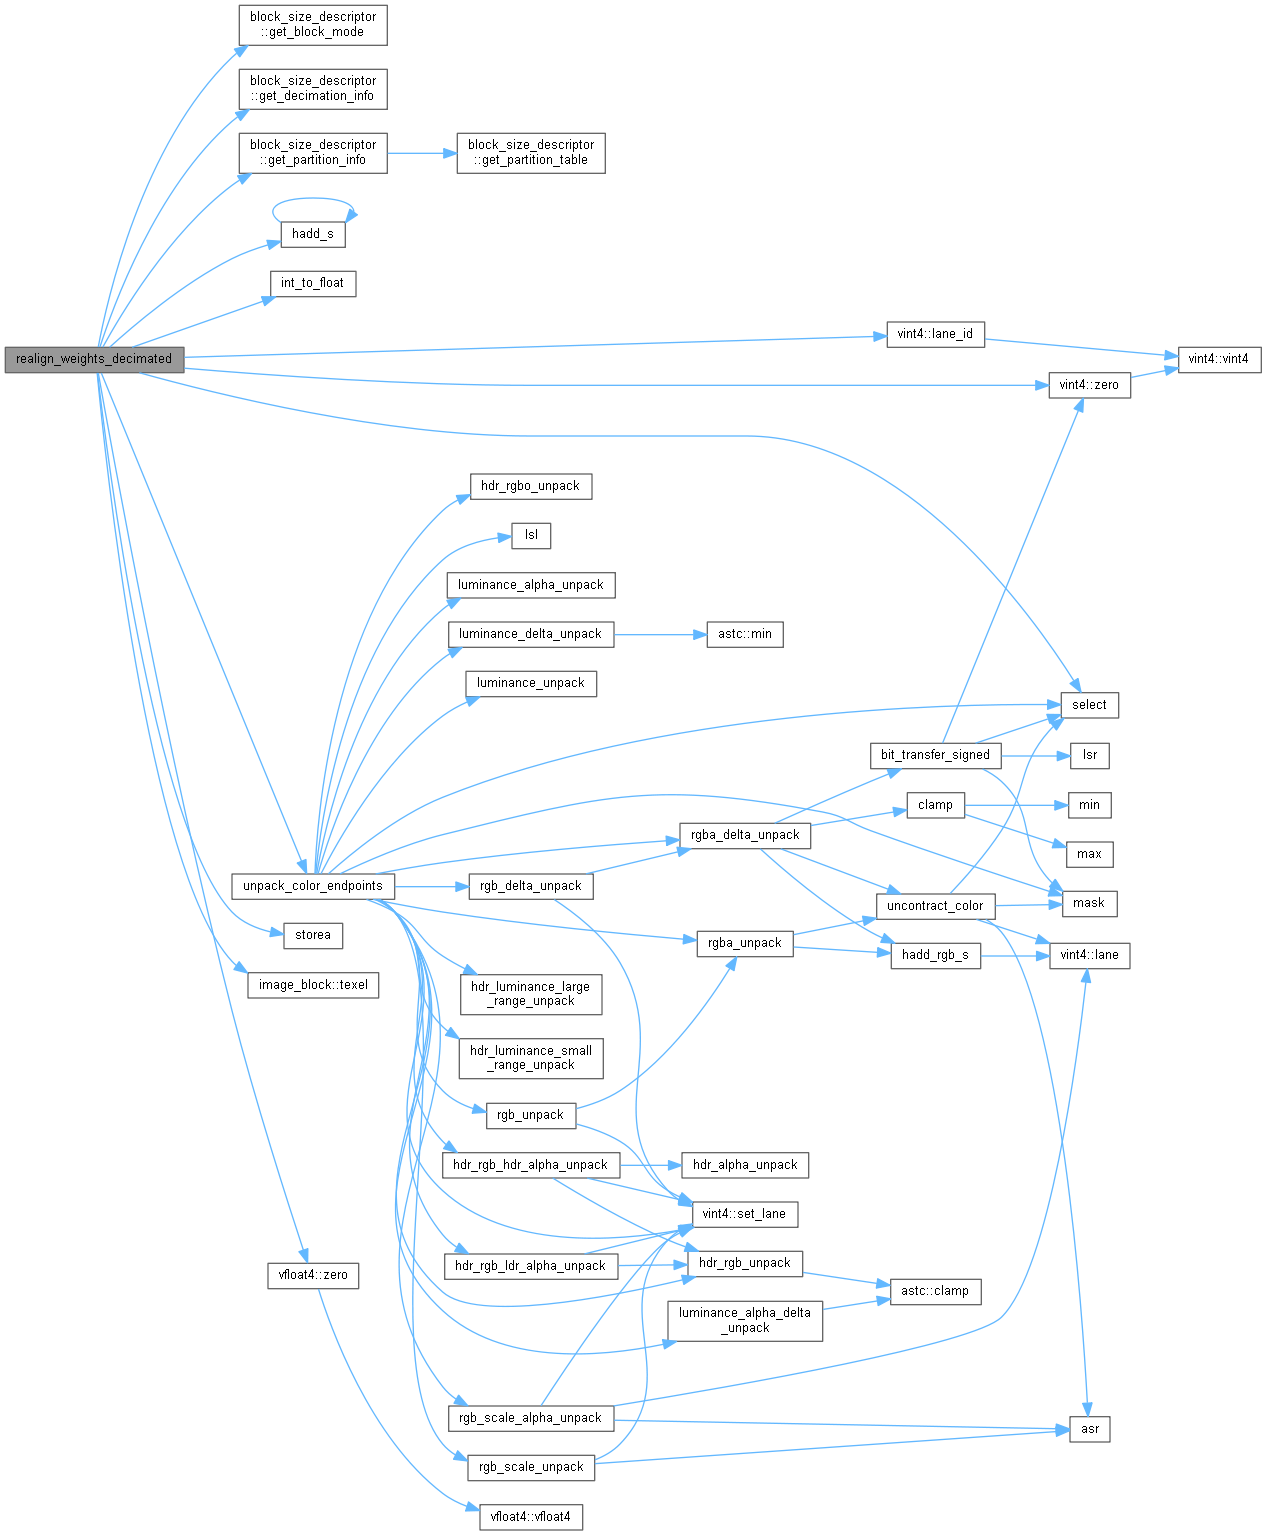 block_size_descriptor
::get_block_mode
block_size_descriptor
::get_decimation_info
block_size_descriptor
::get_partition_info
block_size_descriptor
::get_partition_table
hadd_s
int_to_float
realign_weights_decimated
vint4::lane_id
vint4::vint4
vint4::zero
hdr_rgbo_unpack
lsl
luminance_alpha_unpack
luminance_delta_unpack
astc::min
luminance_unpack
select
bit_transfer_signed
lsr
clamp
min
rgba_delta_unpack
max
unpack_color_endpoints
rgb_delta_unpack
uncontract_color
mask
storea
rgba_unpack
hadd_rgb_s
vint4::lane
image_block::texel
hdr_luminance_large
_range_unpack
hdr_luminance_small
_range_unpack
rgb_unpack
hdr_rgb_hdr_alpha_unpack
hdr_alpha_unpack
vint4::set_lane
hdr_rgb_ldr_alpha_unpack
hdr_rgb_unpack
vfloat4::zero
astc::clamp
luminance_alpha_delta
_unpack
rgb_scale_alpha_unpack
asr
rgb_scale_unpack
vfloat4::vfloat4